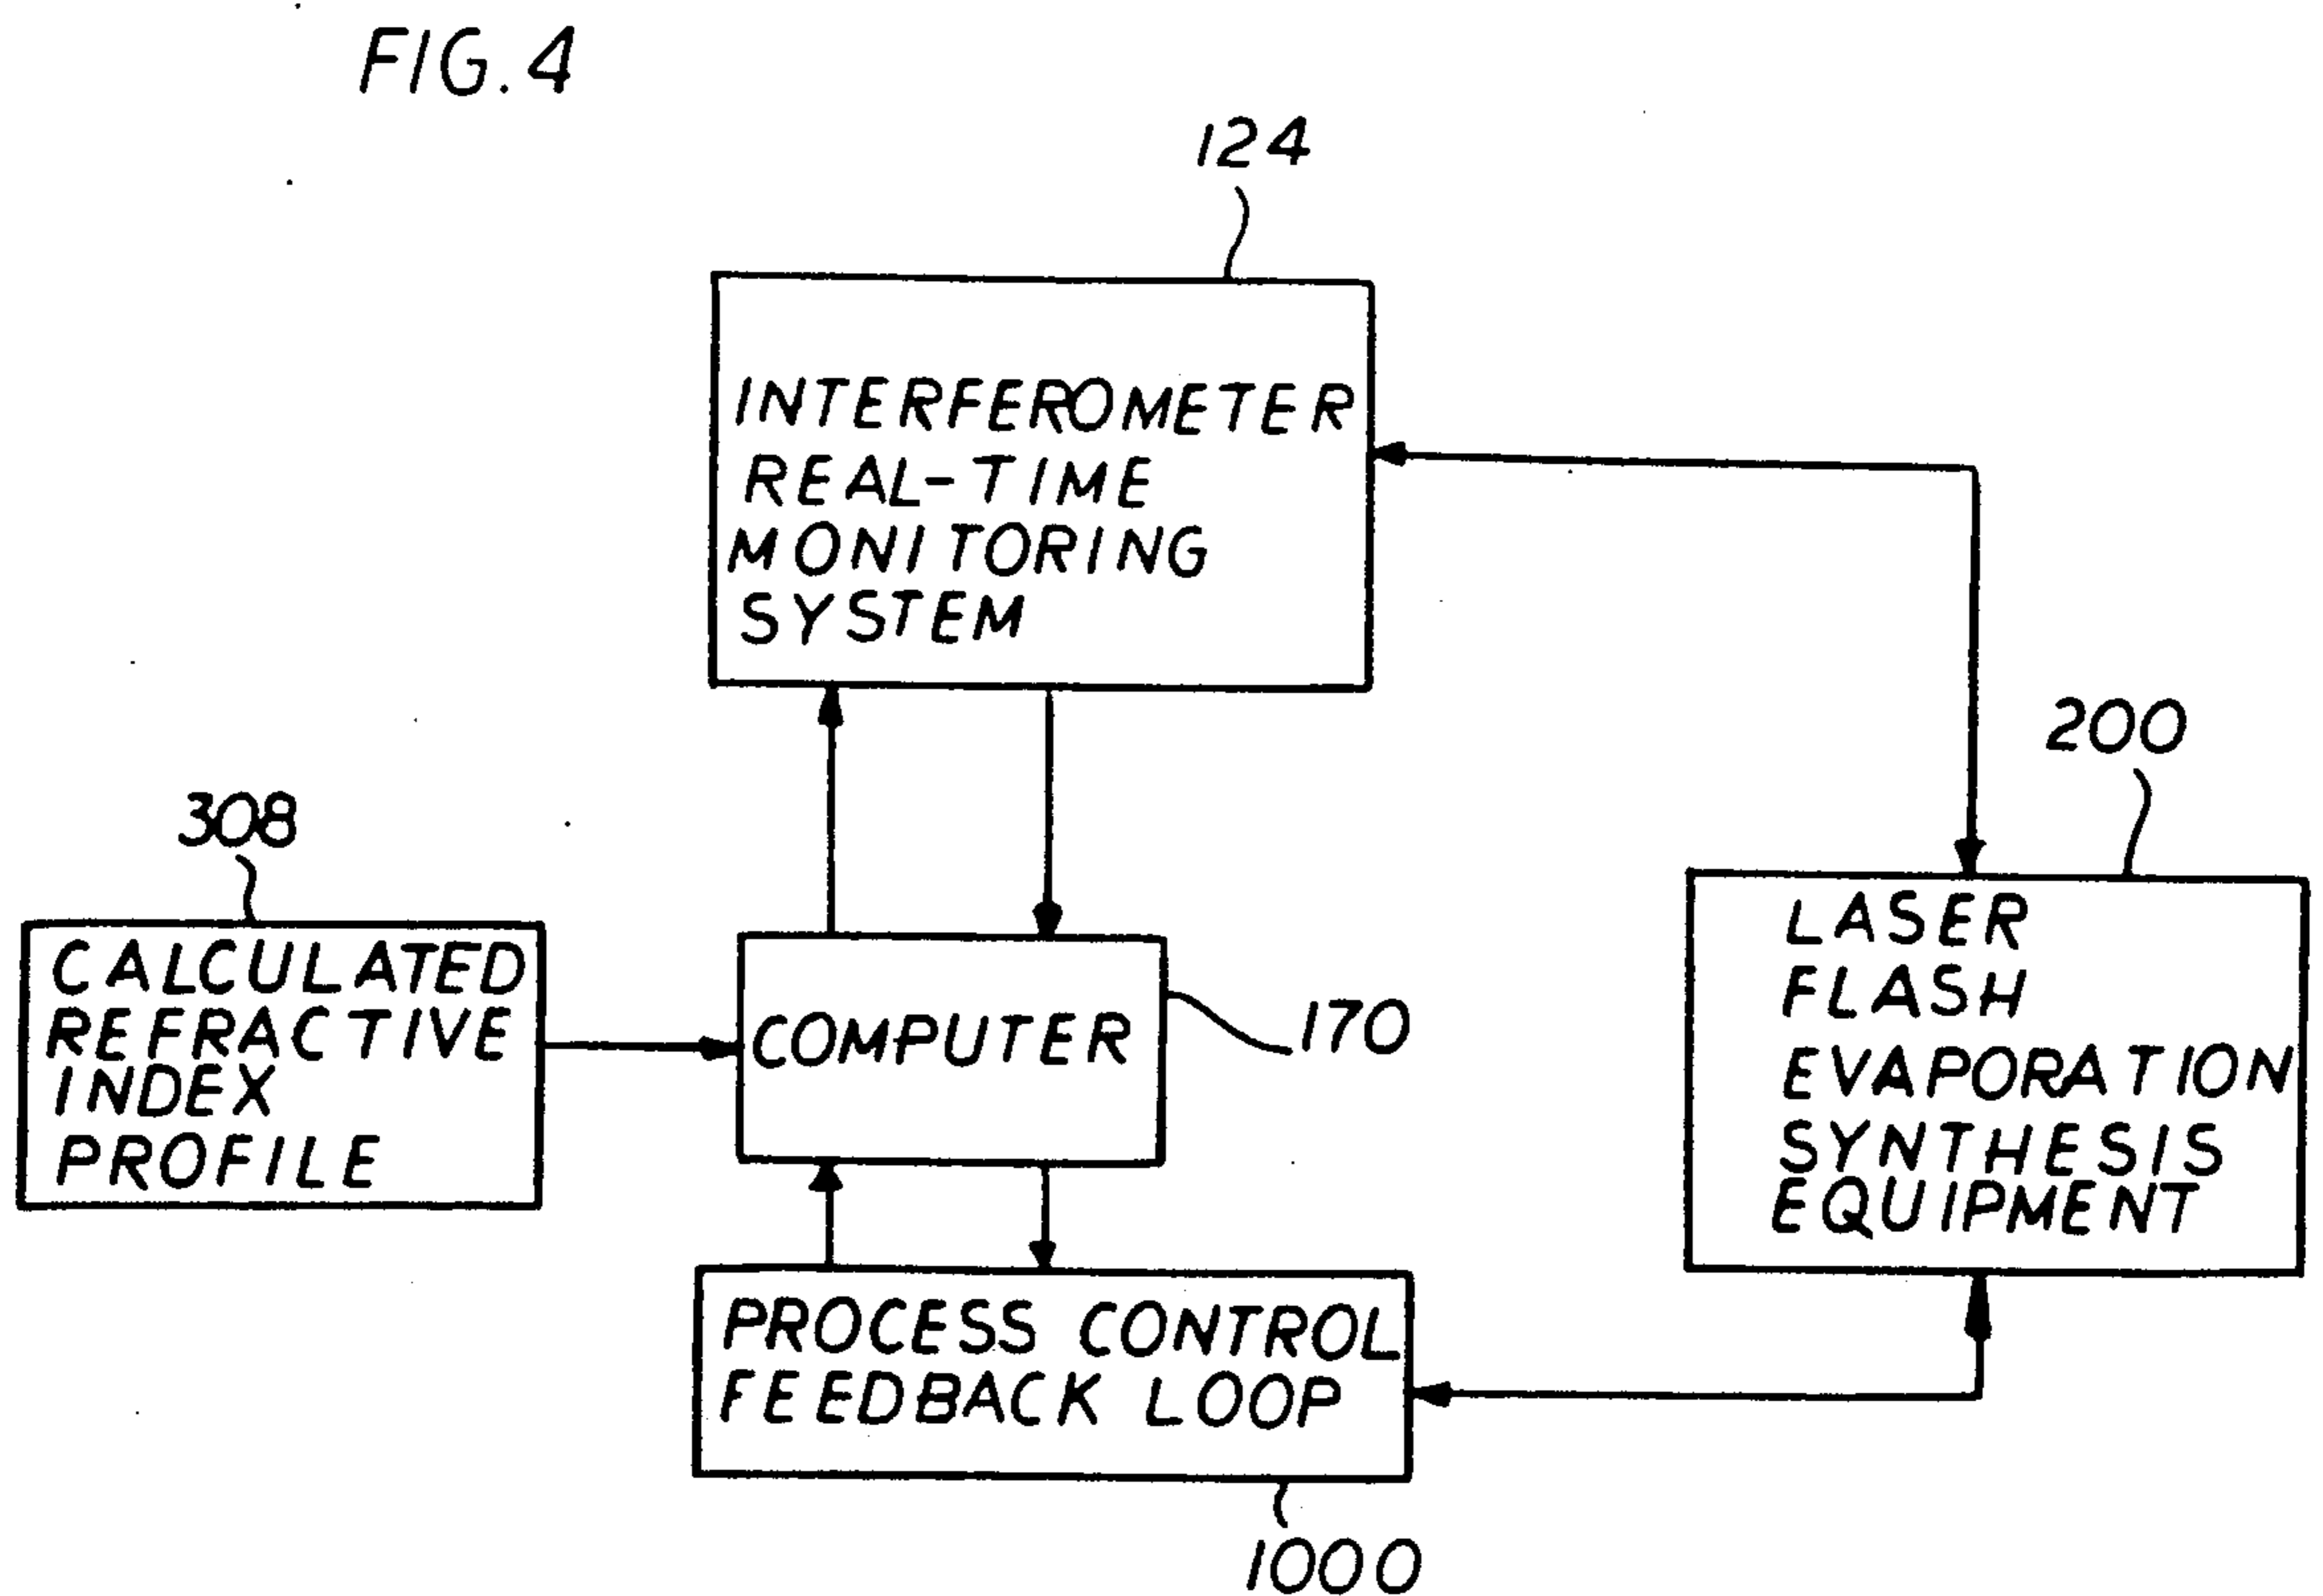 FIG. 4
124
INTERFEROMETER
REAL-TIME
MONITORING
SYSTEM
200
308
LASER
FLASH
EVAPORATION
SYNTHESIS
EQUIPMENT
CALCULATED
REFRACTIVE
INDEX
PROFILE
COMPUTER
170
PROCESS CONTROL
FEEDBACK LOOP
1000